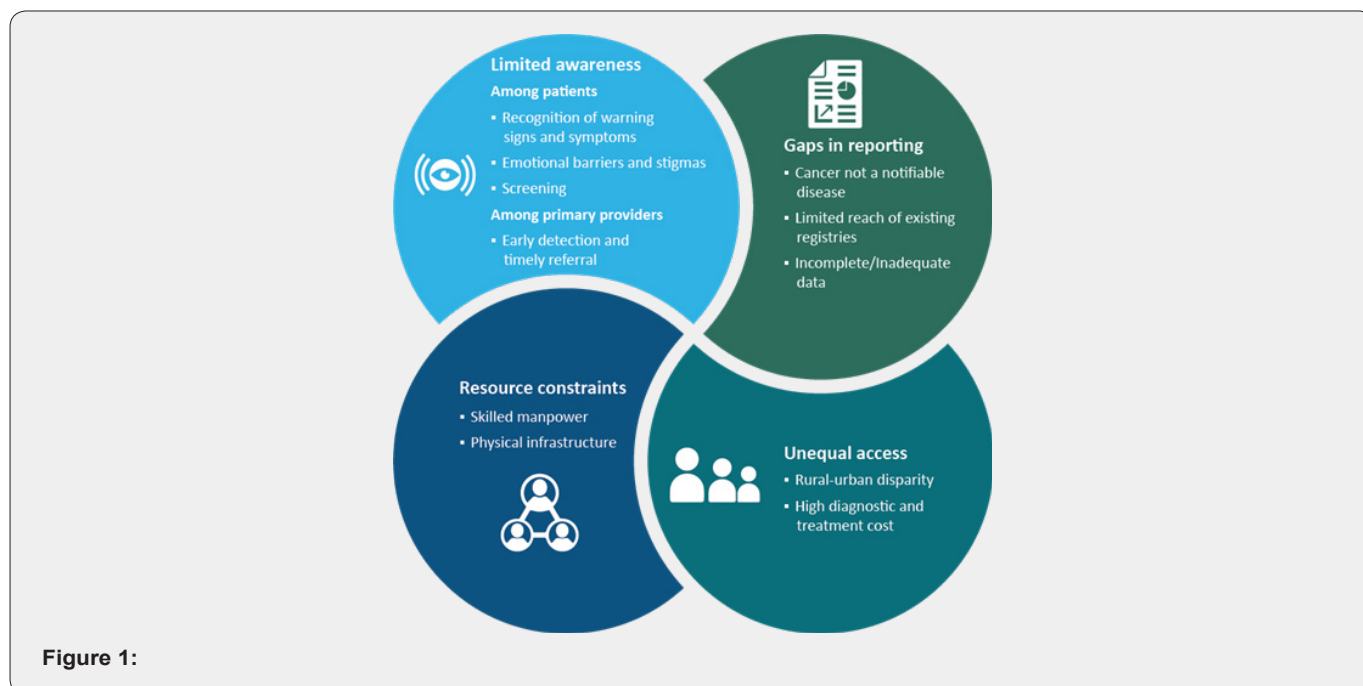 Limited awareness
Among patients
▪ Recognition of warning
signs and symptoms
▪ Emotional barriers and stigmas
▪ Screening
Among primary providers
▪ Early detection and
timely referral
Gaps in reporting
▪ Cancer not a notifiable
disease
▪ Limited reach of existing
registries
▪ Incomplete/Inadequate
data
Resource constraints
▪ Skilled manpower
▪ Physical infrastructure
Unequal access
▪ Rural-urban disparity
▪ High diagnostic and
treatment cost
Figure 1: